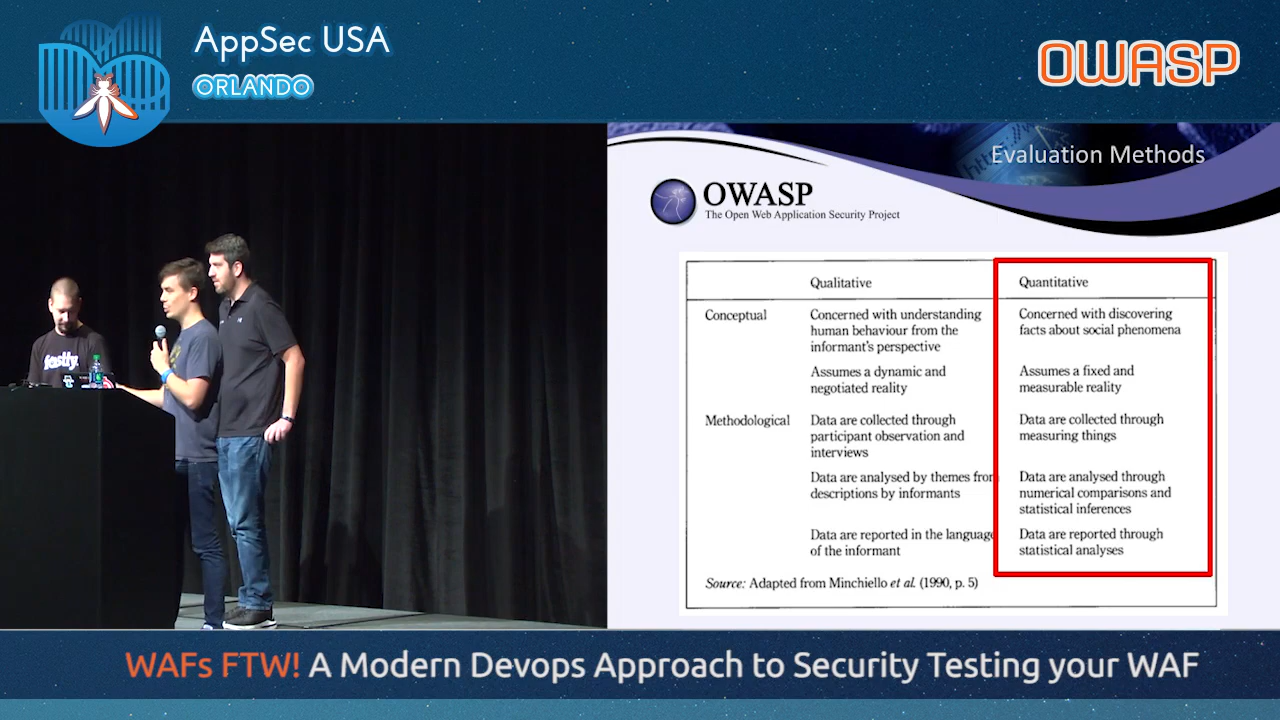 AppSec USA
ORLANDO
OWASP
Evaluation Methods
OWASP
The Open Web Application Security Project
Qualitative
Quantitative
Conceptual
Concerned with understanding
human behaviour from the
informant's perspective
Concerned with discovering
facts about social phenomena
Assumes a dynamic and
negotiated reality
Assumes a fixed and
measurable reality
Methodological
Data are collected through
participant observation and
interviews
Data are collected through
measuring things
Data are analysed by themes from
descriptions by informants
Data are analysed through
numerical comparisons and
statistical inferences
Data are reported in the language
of the informant
Data are reported through
statistical analyses
Source: Adapted from Minchiello et al. (1990, p. 5)
fastly
WAFs FTW! A Modern Devops Approach to Security Testing your WAF